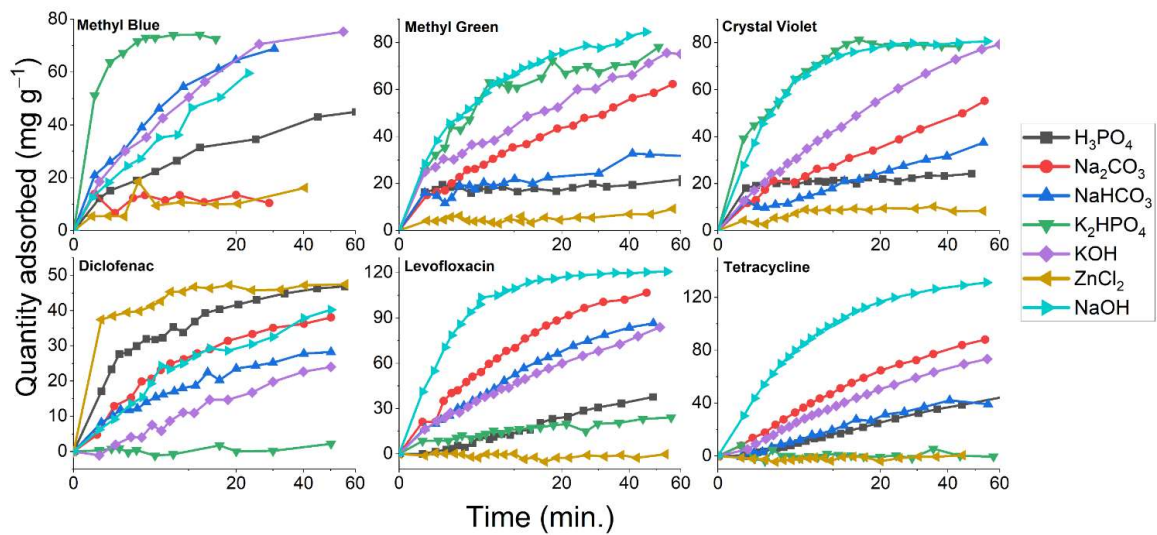 Quantity adsorbed (mg g⁻¹)
Methyl Blue
80
60
40
20
0
0 20 40 60
Methyl Green
80
60
40
20
0
0 20 40 60
Crystal Violet
80
60
40
20
0
0 20 40 60
Diclofenac
50
40
30
20
10
0
0 20 40 60
Levofloxacin
120
90
60
30
0
0 20 40 60
Tetracycline
120
80
40
0
0 20 40 60
Time (min.)
H₃PO₄
Na₂CO₃
NaHCO₃
K₂HPO₄
KOH
ZnCl₂
NaOH